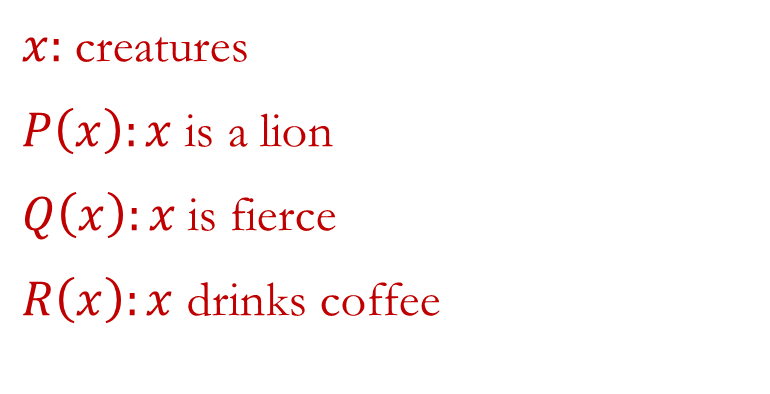 x: creatures
P(x): x is a lion
Q(x): x is fierce
R(x): x drinks coffee